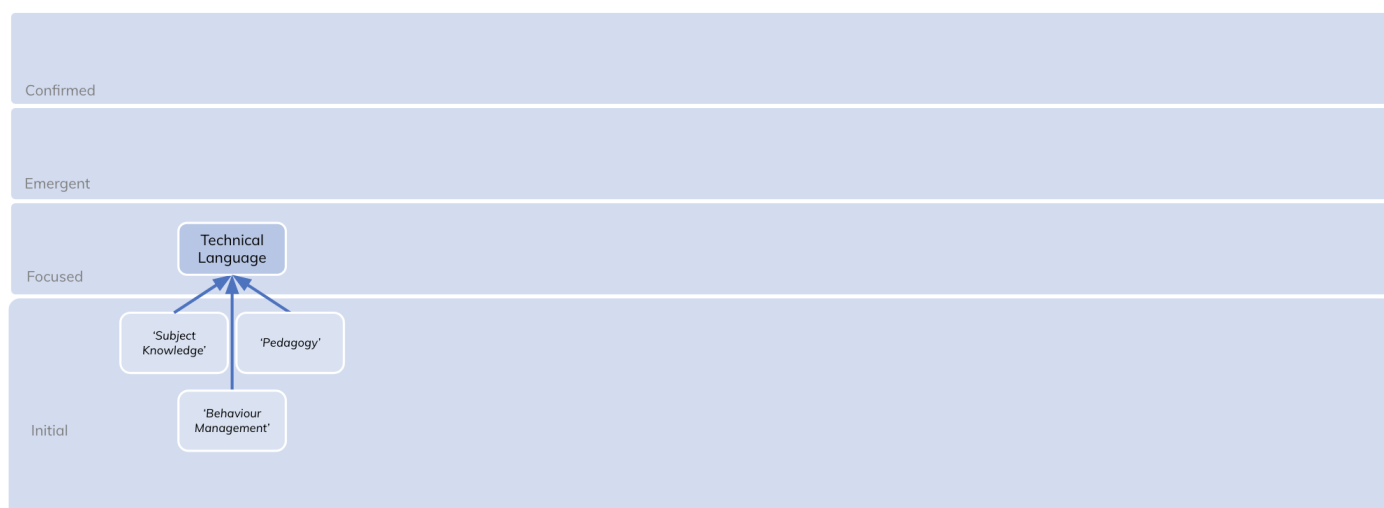 Confirmed
Emergent
Technical
Language
Focused
‘Subject
Knowledge’
‘Pedagogy’
‘Behaviour
Management’
Initial